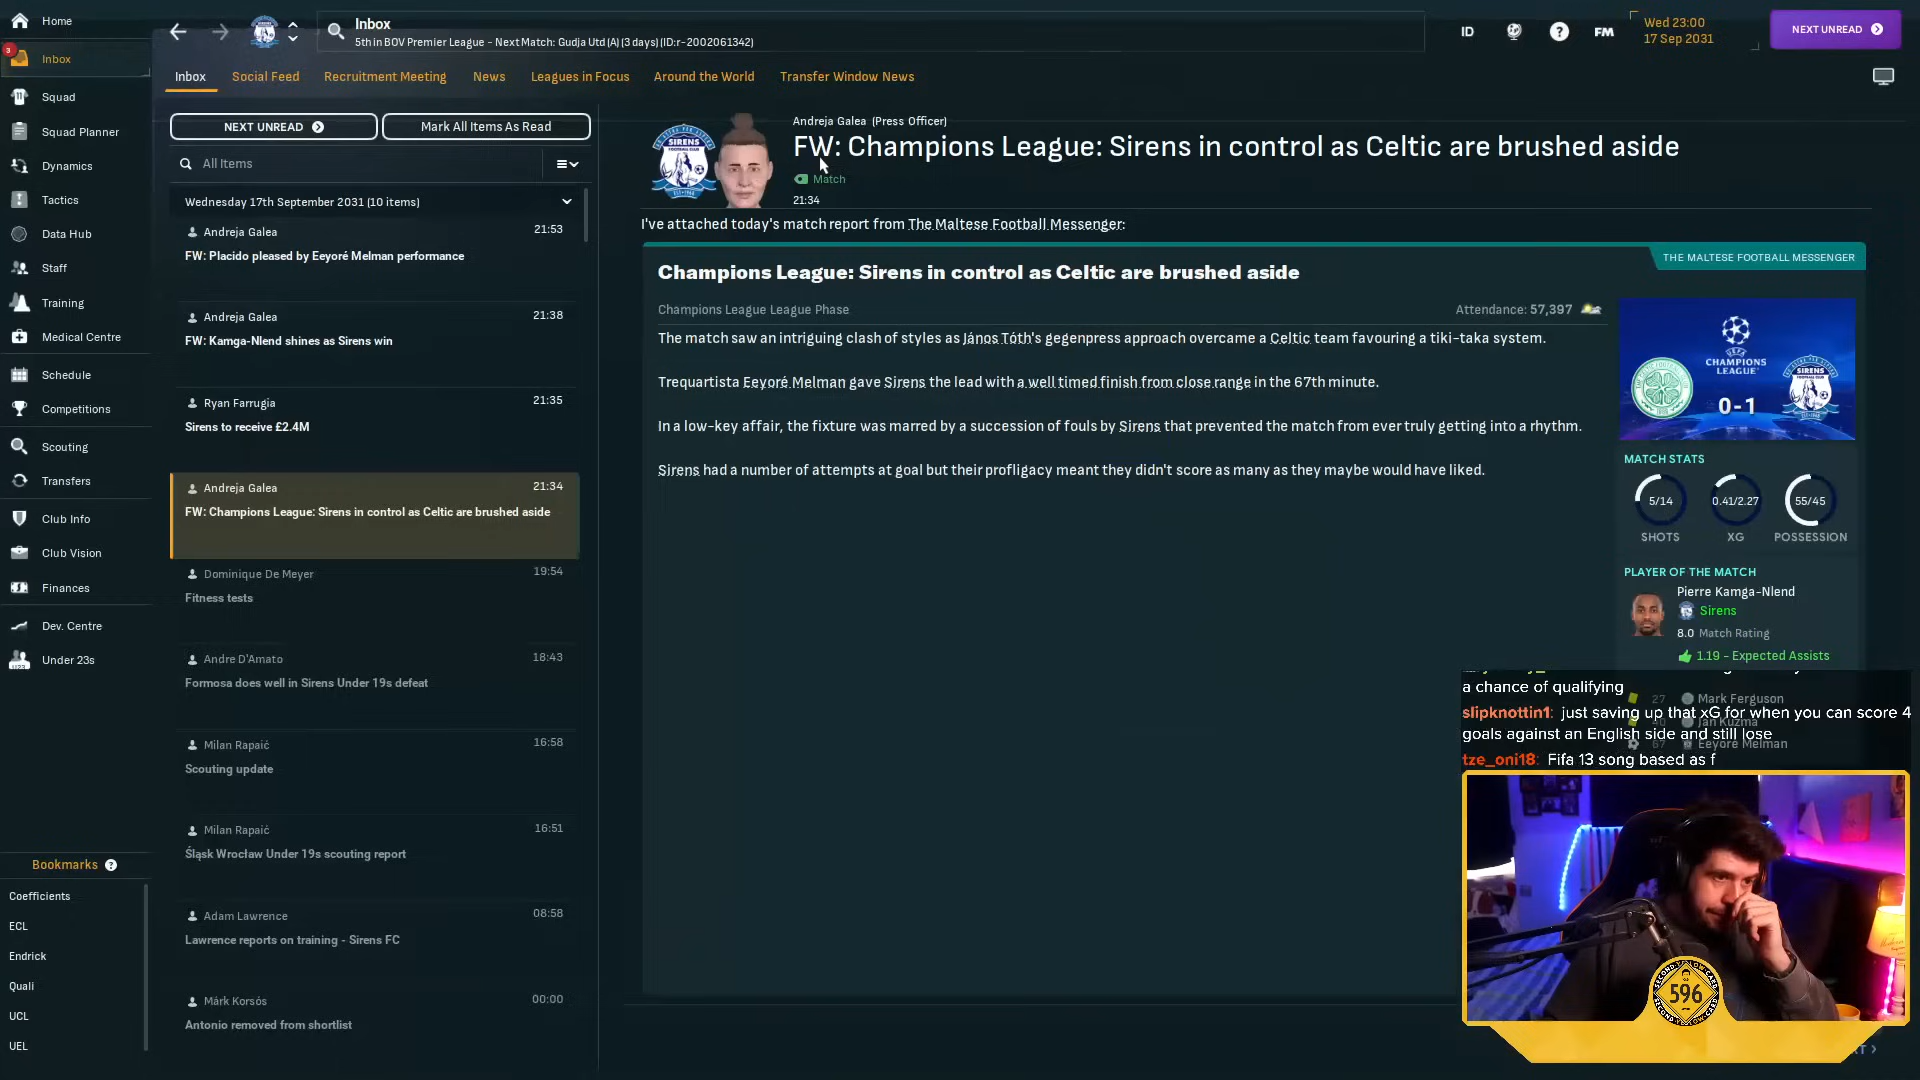 Home
3
Inbox
Squad
Squad Planner
Dynamics
Tactics
Data Hub
Staff
Training
Medical Centre
Schedule
Competitions
Scouting
Transfers
Club Info
Club Vision
Finances
Dev. Centre
Under 23s
Bookmarks ?
Coefficients
ECL
Endrick
Quali
UCL
UEL
Inbox
5th in BOV Premier League - Next Match: Gudja Utd (A) (3 days) (ID:r-2002061342)
ID
?
FM
Wed 23:00
17 Sep 2031
NEXT UNREAD
Inbox Social Feed Recruitment Meeting News Leagues in Focus Around the World Transfer Window News
NEXT UNREAD
Mark All Items As Read
All Items
Wednesday 17th September 2031 (10 items)
Andreja Galea 21:53
FW: Placido pleased by Eeyoré Melman performance
Andreja Galea 21:38
FW: Kamga-Nlend shines as Sirens win
Ryan Farrugia 21:35
Sirens to receive £2.4M
Andreja Galea 21:34
FW: Champions League: Sirens in control as Celtic are brushed aside
Dominique De Meyer 19:54
Fitness tests
Andre D'Amato 18:43
Formosa does well in Sirens Under 19s defeat
Milan Rapaić 16:58
Scouting update
Milan Rapaić 16:51
Śląsk Wrocław Under 19s scouting report
Adam Lawrence 08:58
Lawrence reports on training - Sirens FC
Márk Korsós 00:00
Antonio removed from shortlist
SIRENS
Andreja Galea (Press Officer)
FW: Champions League: Sirens in control as Celtic are brushed aside
Match
21:34
I've attached today's match report from The Maltese Football Messenger:
THE MALTESE FOOTBALL MESSENGER
Champions League: Sirens in control as Celtic are brushed aside
Champions League League Phase
Attendance: 57,397
The match saw an intriguing clash of styles as János Tóth's gegenpress approach overcame a Celtic team favouring a tiki-taka system.
Trequartista Eeyoré Melman gave Sirens the lead with a well timed finish from close range in the 67th minute.
In a low-key affair, the fixture was marred by a succession of fouls by Sirens that prevented the match from ever truly getting into a rhythm.
Sirens had a number of attempts at goal but their profligacy meant they didn't score as many as they maybe would have liked.
UEFA
CHAMPIONS
LEAGUE
SIRENS
0-1
MATCH STATS
5/14
0.41/2.27
55/45
SHOTS
XG
POSSESSION
PLAYER OF THE MATCH
Pierre Kamga-Nlend
Sirens
8.0 Match Rating
1.19 - Expected Assists
27 Mark Ferguson
Jan Kuzma
67 Eeyoré Melman
a chance of qualifying
slipknottin1: just saving up that xG for when you can score 4
goals against an English side and still lose
tze_oni18: Fifa 13 song based as f
SECOND YELLOW CARD
596